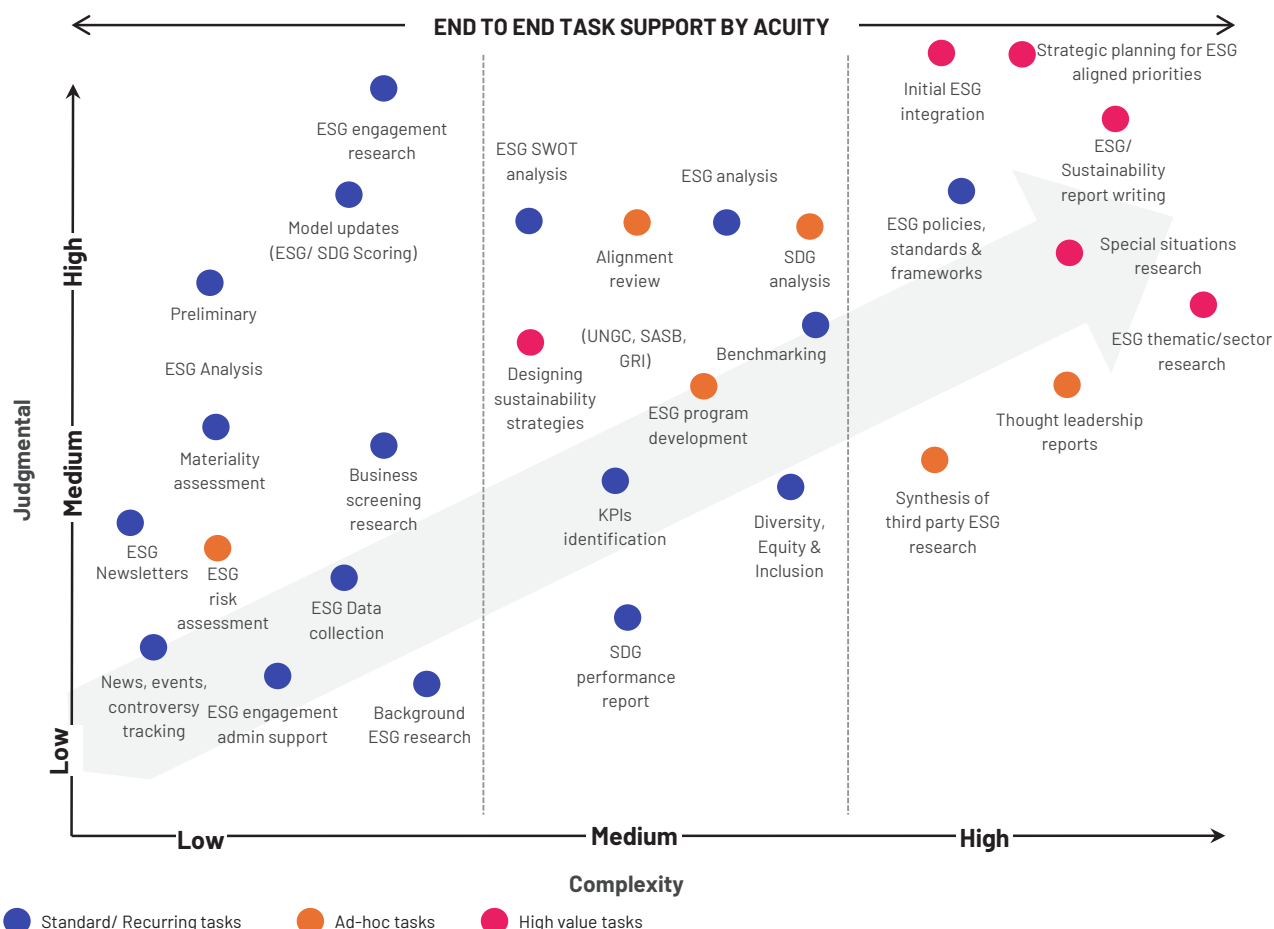 END TO END TASK SUPPORT BY ACUITY
Judgmental
High
Medium
Low
ESG engagement
research
Model updates
(ESG/ SDG Scoring)
Preliminary
ESG Analysis
Materiality
assessment
Business
screening
research
ESG
Newsletters
ESG
risk
assessment
ESG Data
collection
News, events,
controversy
tracking
ESG engagement
admin support
Background
ESG research
ESG SWOT
analysis
ESG analysis
Alignment
review
(UNGC, SASB,
GRI)
SDG
analysis
Designing
sustainability
strategies
Benchmarking
ESG program
development
KPIs
identification
Diversity,
Equity &
Inclusion
SDG
performance
report
Initial ESG
integration
Strategic planning for ESG
aligned priorities
ESG/
Sustainability
report writing
ESG policies,
standards &
frameworks
Special situations
research
ESG thematic/sector
research
Thought leadership
reports
Synthesis of
third party ESG
research
Low
Medium
High
Complexity
Standard/ Recurring tasks
Ad-hoc tasks
High value tasks